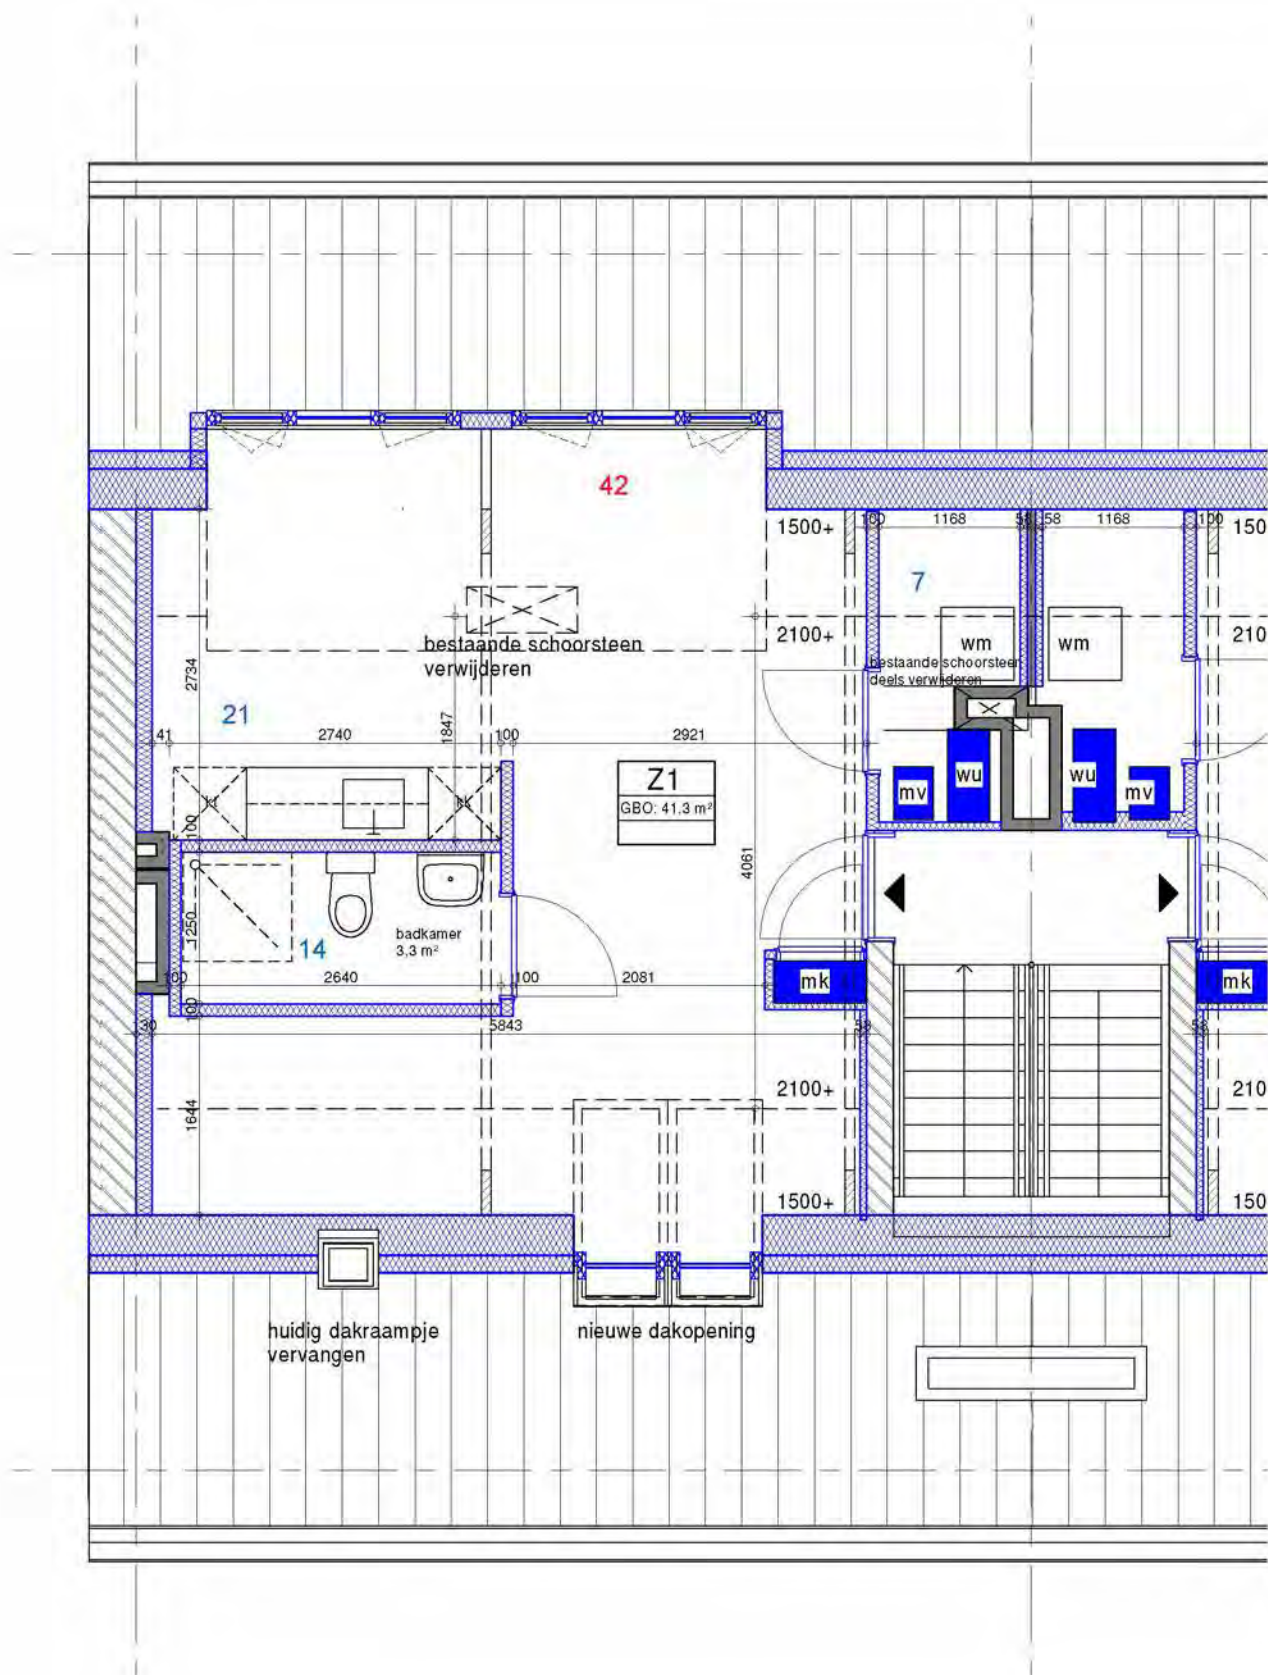 42
1500+
100
1168
58
58
1168
100
150
7
2100+
210
wm
wm
bestaande schoorsteen
verwijderen
bestaande schoorsteen
deels verwijderen
2734
21
41
2740
1847
100
2921
Z1
GBO: 41.3 m²
wu
wu
mv
mv
kk
100
4061
1250
badkamer
3,3 m²
14
100
2640
100
2081
mk
mk
100
30
5843
58
58
1644
2100+
210
1500+
150
huidig dakraampje
vervangen
nieuwe dakopening